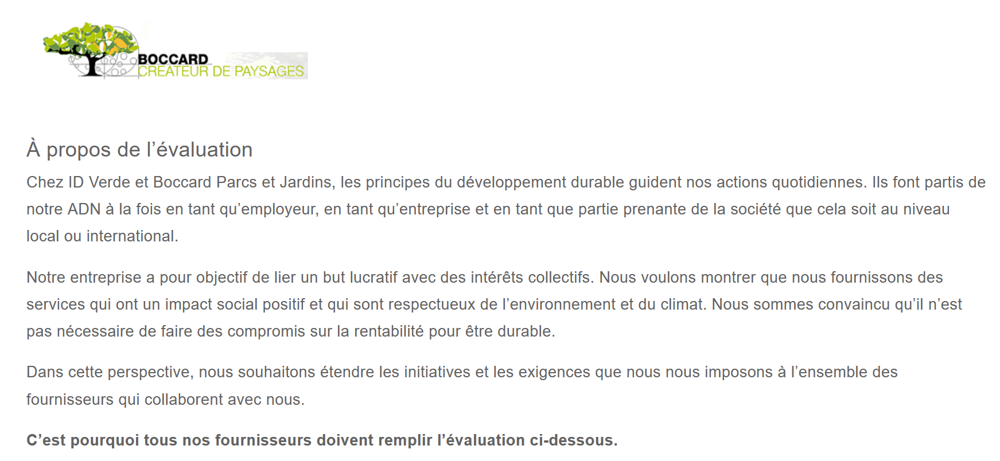 BOCCARD
CREATEUR DE PAYSAGES
À propos de l’évaluation
Chez ID Verde et Boccard Parcs et Jardins, les principes du développement durable guident nos actions quotidiennes. Ils font partis de
notre ADN à la fois en tant qu’employeur, en tant qu’entreprise et en tant que partie prenante de la société que cela soit au niveau
local ou international.
Notre entreprise a pour objectif de lier un but lucratif avec des intérêts collectifs. Nous voulons montrer que nous fournissons des
services qui ont un impact social positif et qui sont respectueux de l’environnement et du climat. Nous sommes convaincu qu’il n’est
pas nécessaire de faire des compromis sur la rentabilité pour être durable.
Dans cette perspective, nous souhaitons étendre les initiatives et les exigences que nous nous imposons à l’ensemble des
fournisseurs qui collaborent avec nous.
C’est pourquoi tous nos fournisseurs doivent remplir l’évaluation ci-dessous.